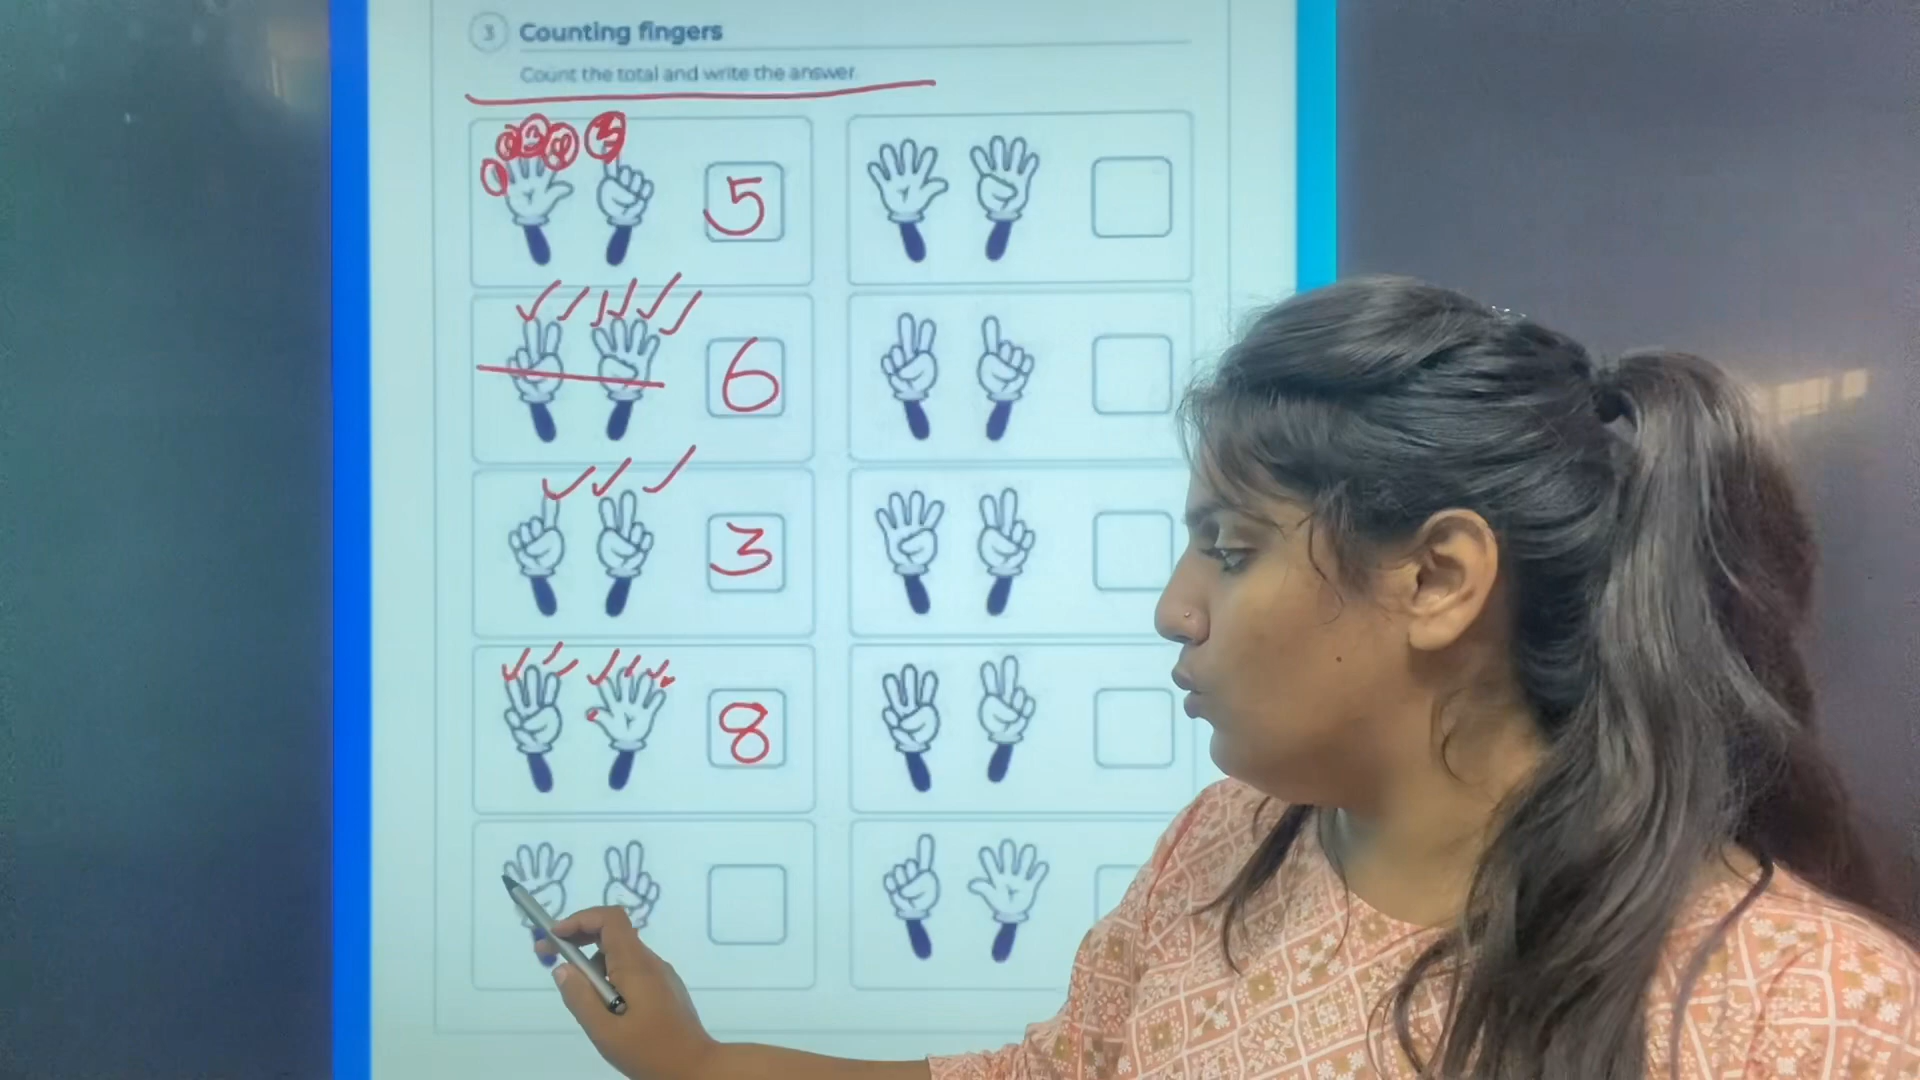 3 Counting fingers
Count the total and write the answer.
5
6
3
8